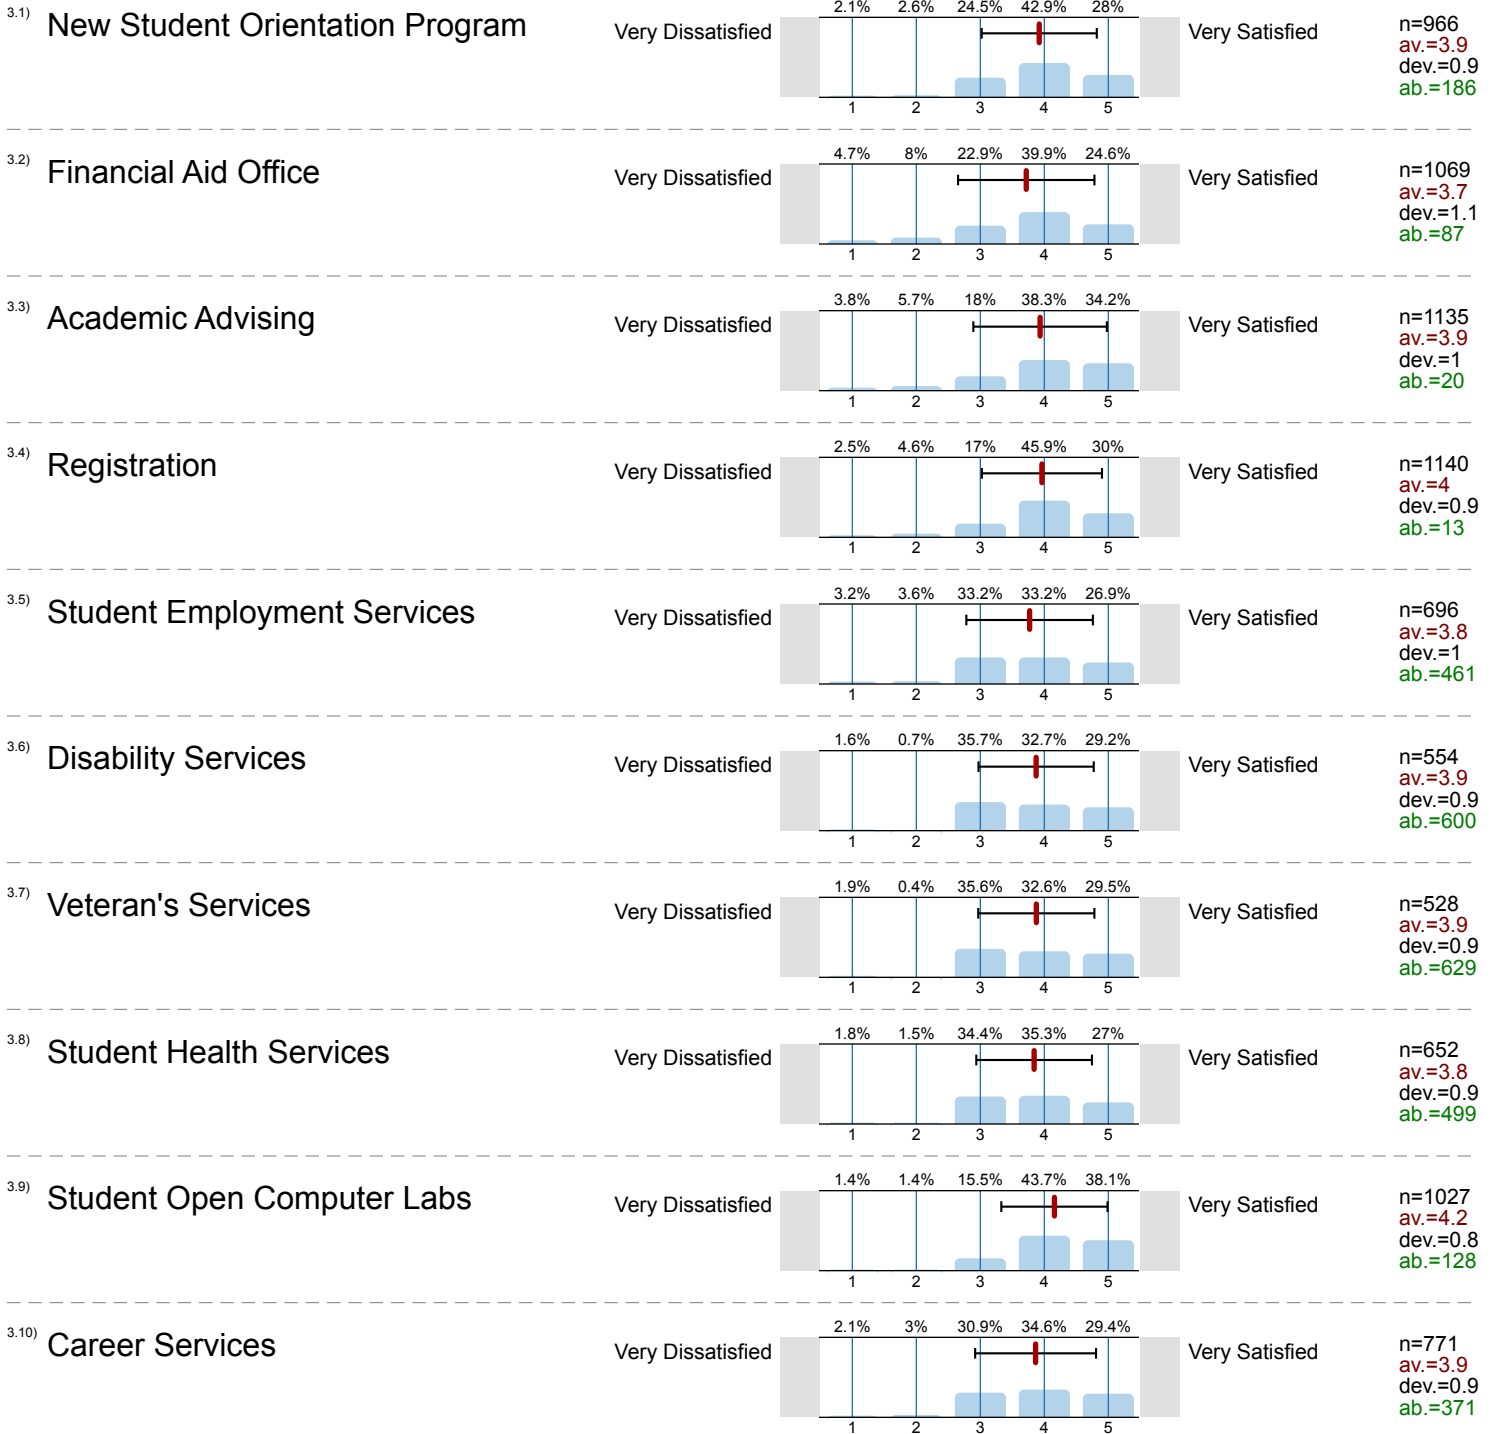 3.1) New Student Orientation Program
Very Dissatisfied
2.1% 2.6% 24.5% 42.9% 28%
1 2 3 4 5
Very Satisfied
n=966
av.=3.9
dev.=0.9
ab.=186
3.2) Financial Aid Office
Very Dissatisfied
4.7% 8% 22.9% 39.9% 24.6%
1 2 3 4 5
Very Satisfied
n=1069
av.=3.7
dev.=1.1
ab.=87
3.3) Academic Advising
Very Dissatisfied
3.8% 5.7% 18% 38.3% 34.2%
1 2 3 4 5
Very Satisfied
n=1135
av.=3.9
dev.=1
ab.=20
3.4) Registration
Very Dissatisfied
2.5% 4.6% 17% 45.9% 30%
1 2 3 4 5
Very Satisfied
n=1140
av.=4
dev.=0.9
ab.=13
3.5) Student Employment Services
Very Dissatisfied
3.2% 3.6% 33.2% 33.2% 26.9%
1 2 3 4 5
Very Satisfied
n=696
av.=3.8
dev.=1
ab.=461
3.6) Disability Services
Very Dissatisfied
1.6% 0.7% 35.7% 32.7% 29.2%
1 2 3 4 5
Very Satisfied
n=554
av.=3.9
dev.=0.9
ab.=600
3.7) Veteran's Services
Very Dissatisfied
1.9% 0.4% 35.6% 32.6% 29.5%
1 2 3 4 5
Very Satisfied
n=528
av.=3.9
dev.=0.9
ab.=629
3.8) Student Health Services
Very Dissatisfied
1.8% 1.5% 34.4% 35.3% 27%
1 2 3 4 5
Very Satisfied
n=652
av.=3.8
dev.=0.9
ab.=499
3.9) Student Open Computer Labs
Very Dissatisfied
1.4% 1.4% 15.5% 43.7% 38.1%
1 2 3 4 5
Very Satisfied
n=1027
av.=4.2
dev.=0.8
ab.=128
3.10) Career Services
Very Dissatisfied
2.1% 3% 30.9% 34.6% 29.4%
1 2 3 4 5
Very Satisfied
n=771
av.=3.9
dev.=0.9
ab.=371